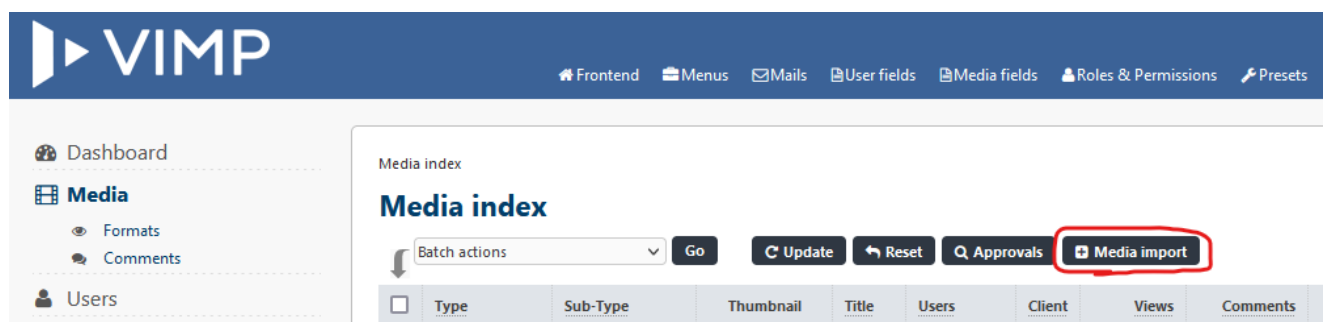 VIMP
Frontend Menus Mails User fields Media fields Roles & Permissions Presets
Dashboard
Media
Formats
Comments
Users
Media index
Media index
Batch actions Go Update Reset Approvals Media import
Type Sub-Type Thumbnail Title Users Client Views Comments